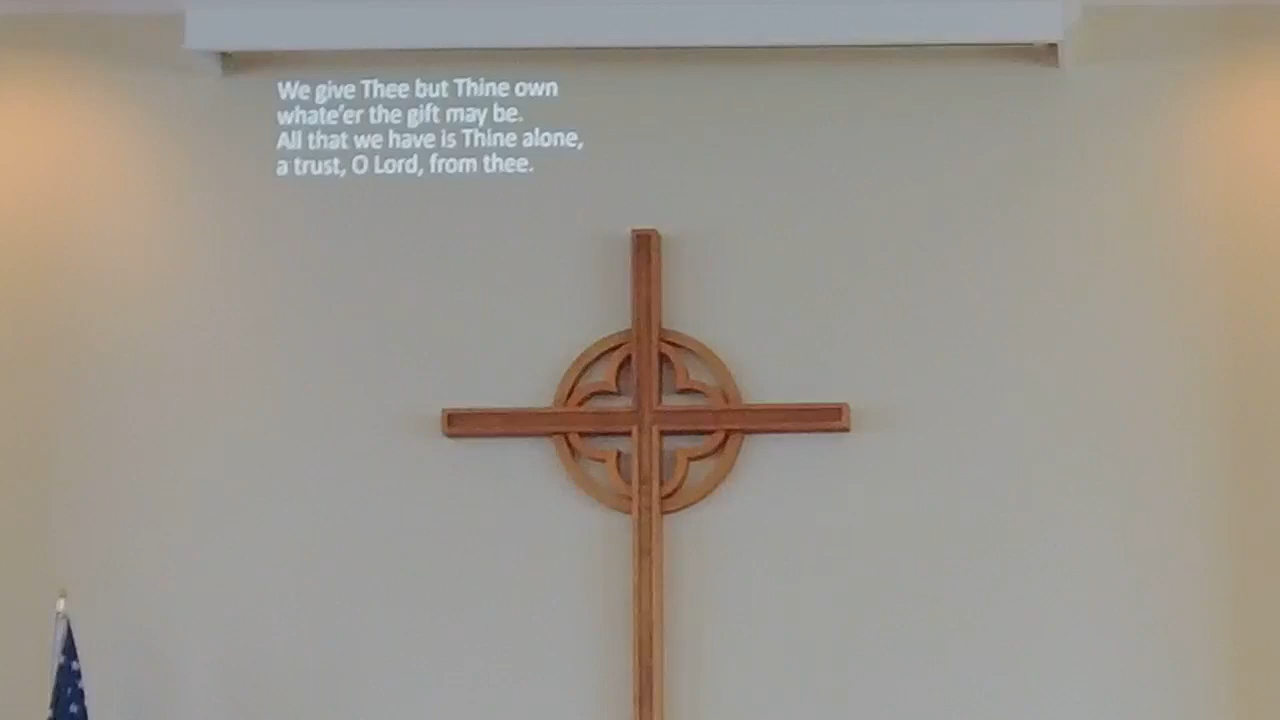 We give Thee but Thine own
whate'er the gift may be.
All that we have is Thine alone,
a trust, O Lord, from thee.